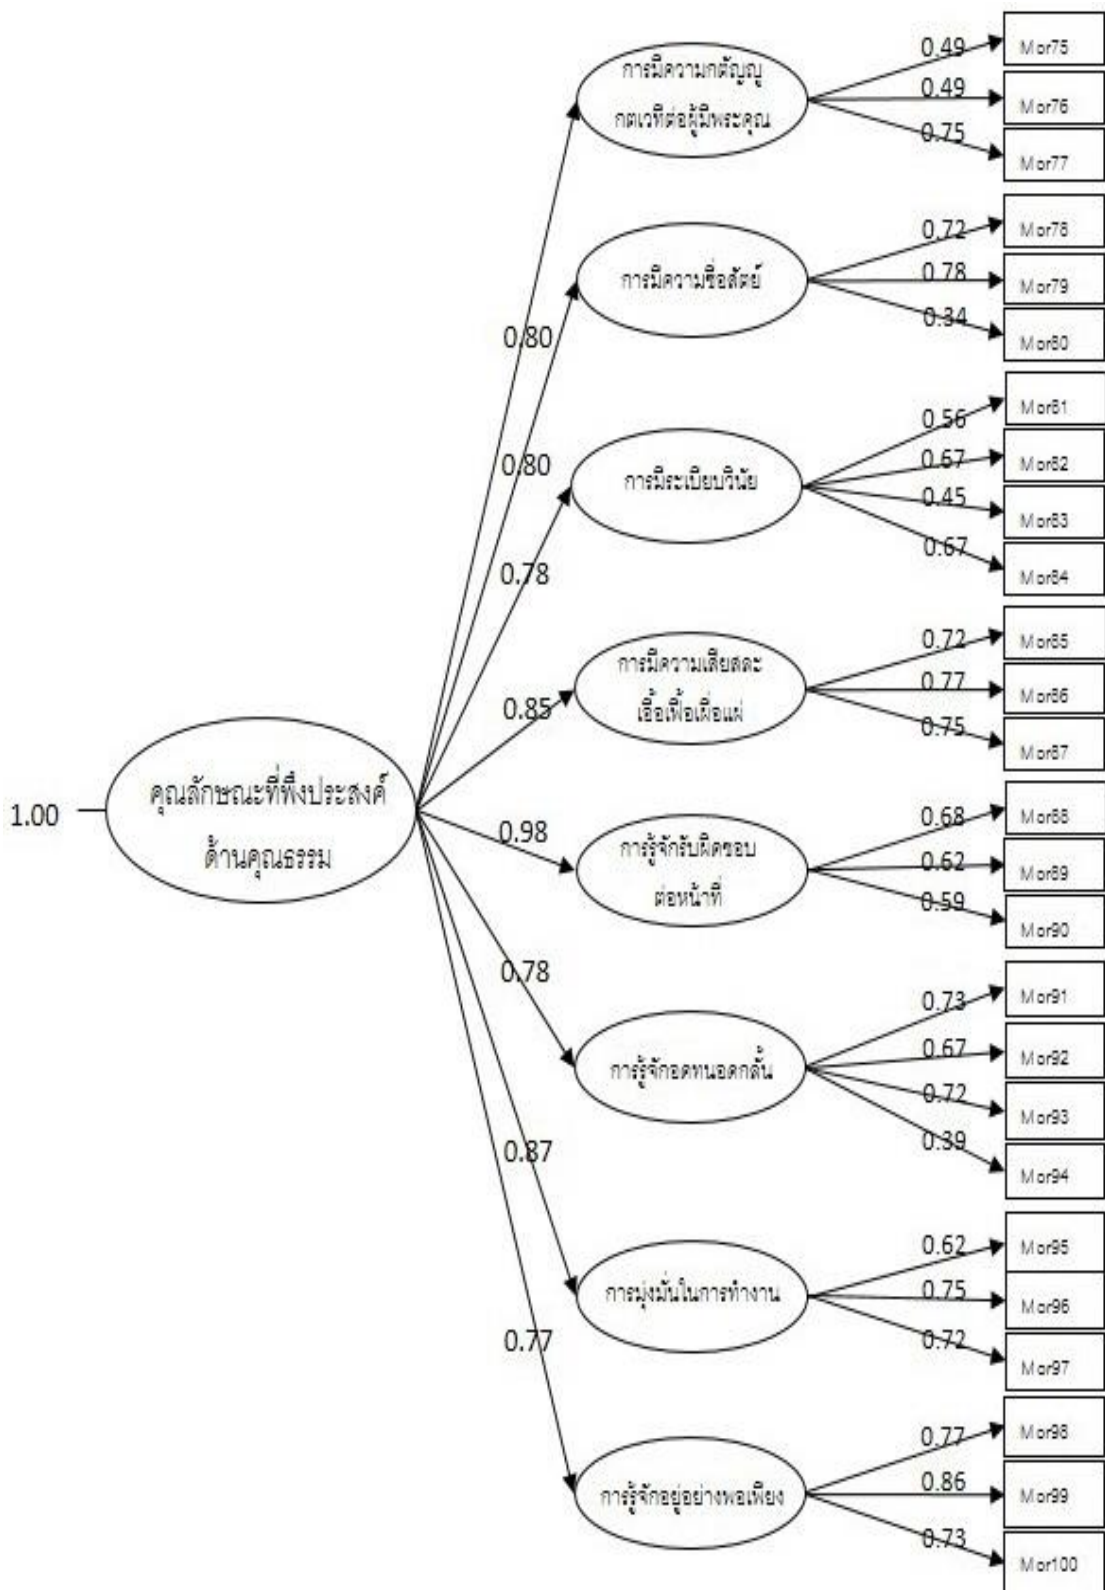 0.49
Mor75
การมีความกตัญญู
กตเวทีต่อผู้มีพระคุณ
0.49
Mor76
0.75
Mor77
0.80
การมีความซื่อสัตย์
0.72
Mor78
0.78
Mor79
0.34
Mor80
0.80
การมีระเบียบวินัย
0.56
Mor81
0.67
Mor82
0.45
Mor83
0.67
Mor84
0.78
การมีความเสียสละ
เอื้อเฟื้อเผื่อแผ่
0.72
Mor85
0.77
Mor86
0.75
Mor87
0.85
1.00
คุณลักษณะที่พึงประสงค์
ด้านคุณธรรม
0.98
การรู้จักรับผิดชอบ
ต่อหน้าที่
0.68
Mor88
0.62
Mor89
0.59
Mor90
0.78
การรู้จักอดทนอดกลั้น
0.73
Mor91
0.67
Mor92
0.72
Mor93
0.39
Mor94
0.87
การมุ่งมั่นในการทำงาน
0.62
Mor95
0.75
Mor96
0.72
Mor97
0.77
การรู้จักอยู่อย่างพอเพียง
0.77
Mor98
0.86
Mor99
0.73
Mor100